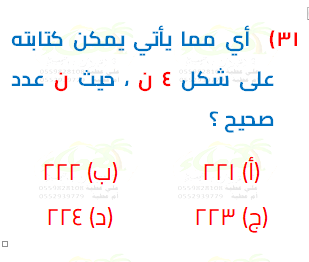 ٣١) أي مما يأتي يمكن كتابته
على شكل ٤ ن ، حيث ن عدد
صحيح ؟
(أ) ٢٢١ (ب) ٢٢٢
(ج) ٢٢٣ (د) ٢٢٤